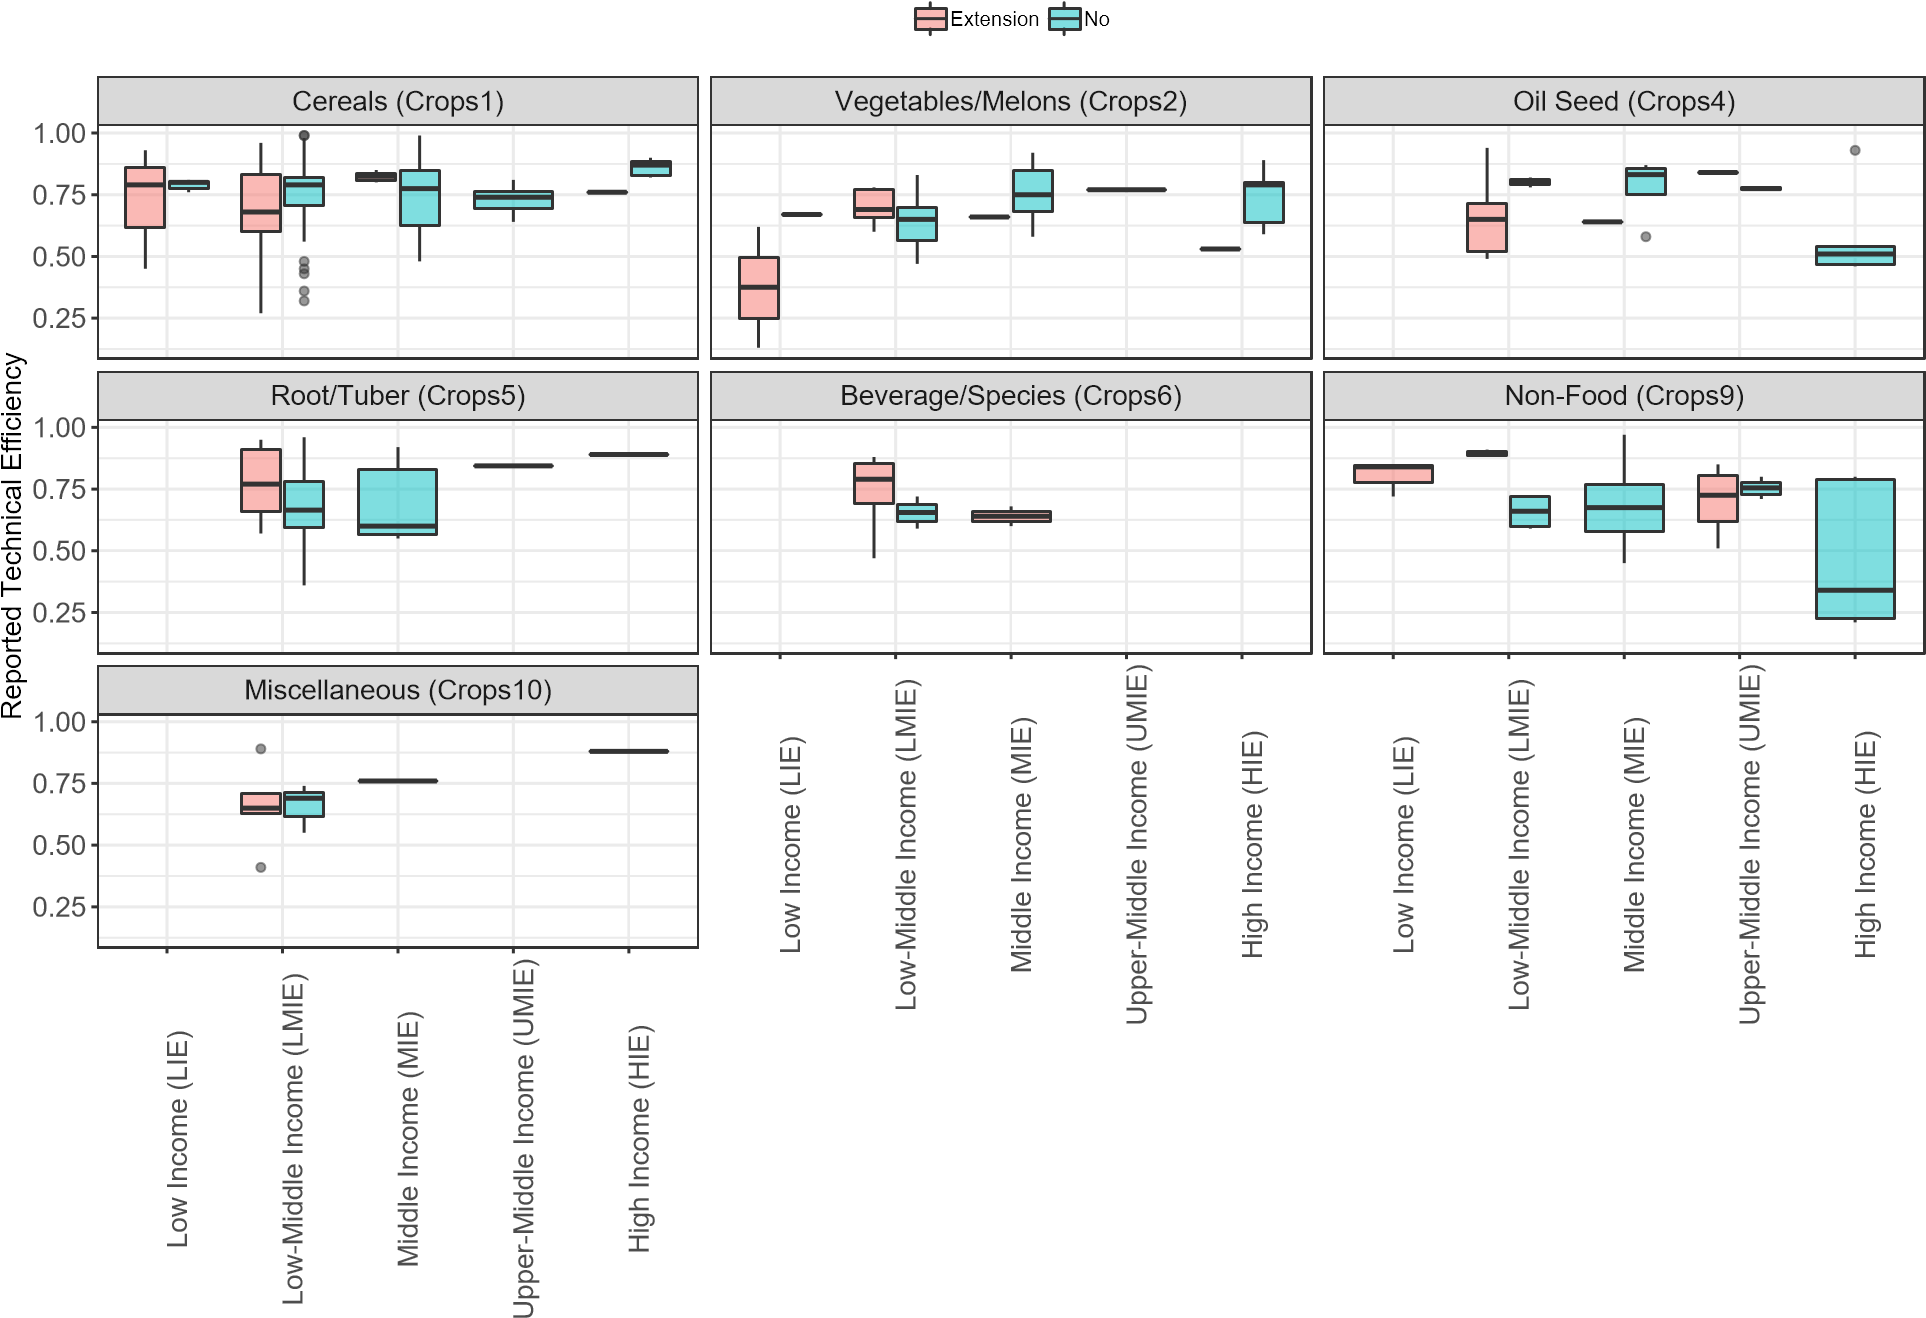 Extension No
Cereals (Crops1) Vegetables/Melons (Crops2) Oil Seed (Crops4)
1.00
0.75
0.50
0.25
Root/Tuber (Crops5) Beverage/Species (Crops6) Non-Food (Crops9)
1.00
0.75
0.50
0.25
Reported Technical Efficiency
Miscellaneous (Crops10)
1.00
0.75
0.50
0.25
Low Income (LIE)
Low-Middle Income (LMIE)
Middle Income (MIE)
Upper-Middle Income (UMIE)
High Income (HIE)
Low Income (LIE)
Low-Middle Income (LMIE)
Middle Income (MIE)
Upper-Middle Income (UMIE)
High Income (HIE)
Low Income (LIE)
Low-Middle Income (LMIE)
Middle Income (MIE)
Upper-Middle Income (UMIE)
High Income (HIE)